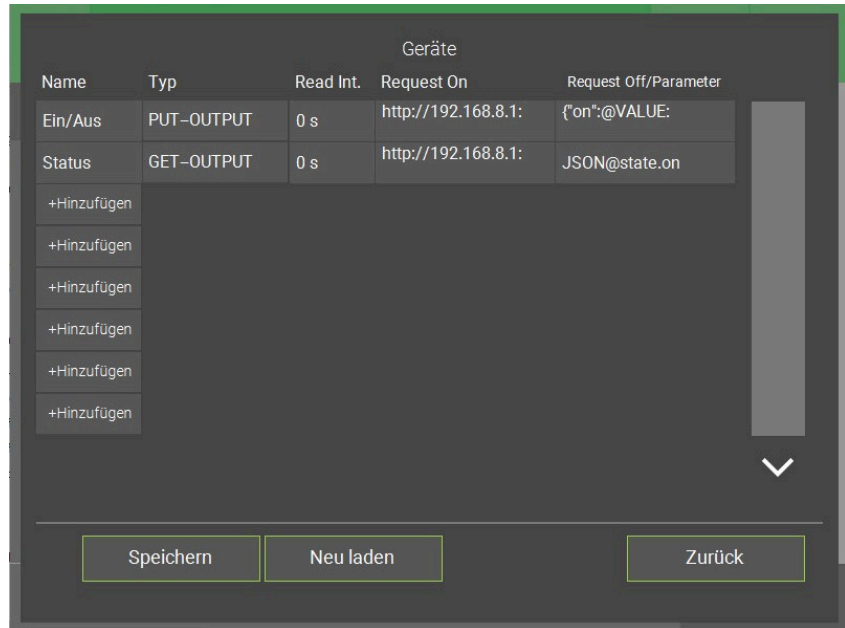 Geräte
Name Typ Read Int. Request On Request Off/Parameter
Ein/Aus PUT-OUTPUT 0 s http://192.168.8.1: {"on":@VALUE:
Status GET-OUTPUT 0 s http://192.168.8.1: JSON@state.on
+Hinzufügen
+Hinzufügen
+Hinzufügen
+Hinzufügen
+Hinzufügen
+Hinzufügen
Speichern Neu laden Zurück